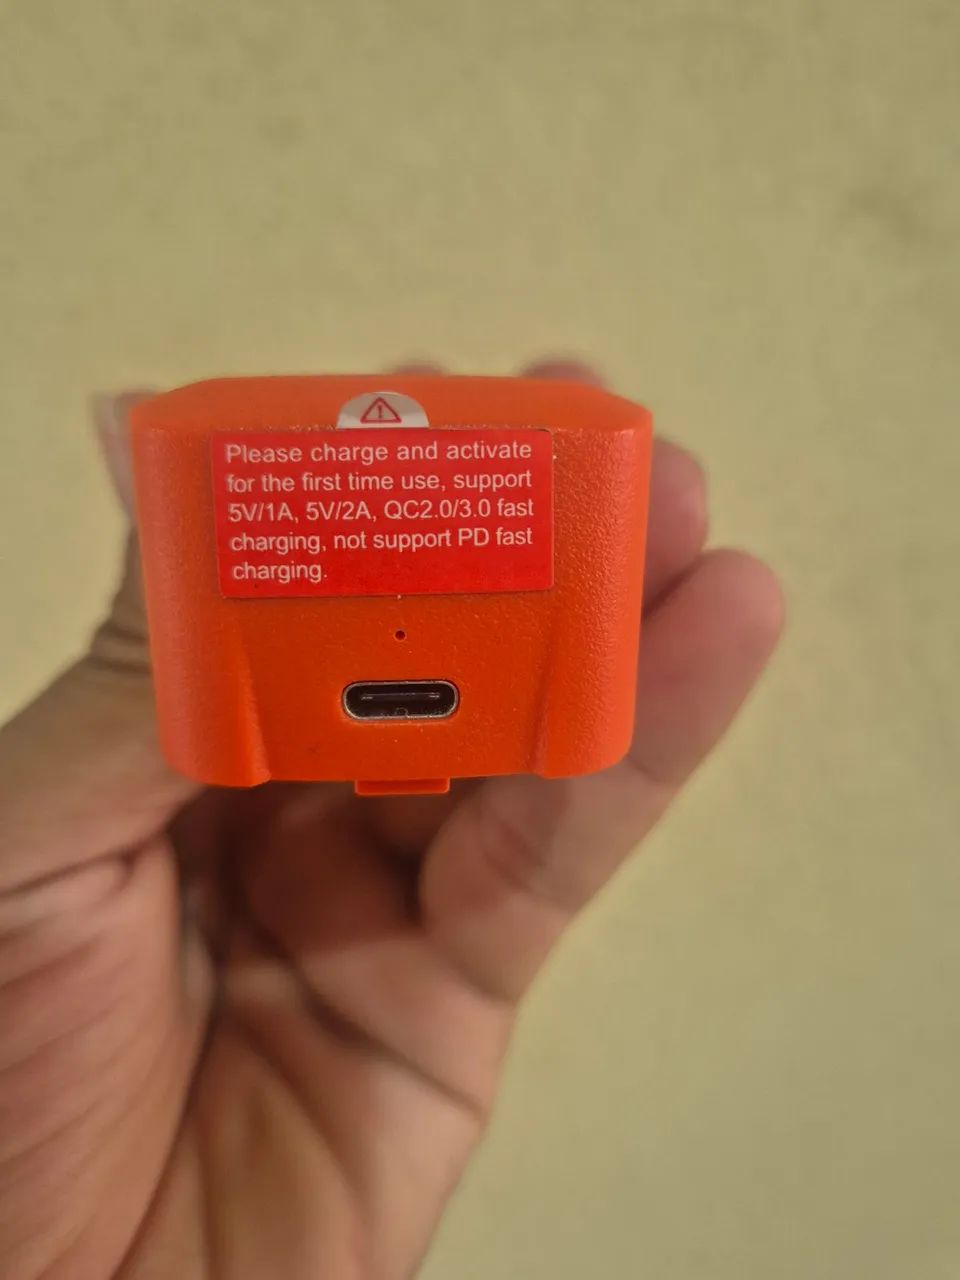 Please charge and activate
for the first time use, support
5V/1A, 5V/2A, QC2.0/3.0 fast
charging, not support PD fast
charging.